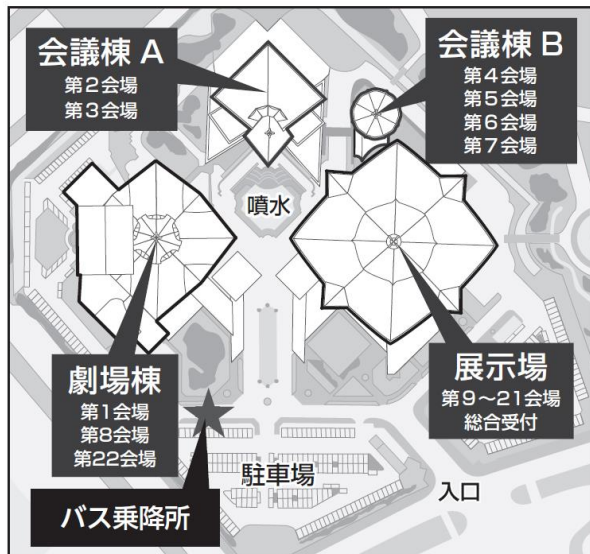 会議棟 A
第2会場
第3会場
会議棟 B
第4会場
第5会場
第6会場
第7会場
噴水
劇場棟
第1会場
第8会場
第22会場
展示場
第9〜21会場
総合受付
バス乗降所
駐車場
入口